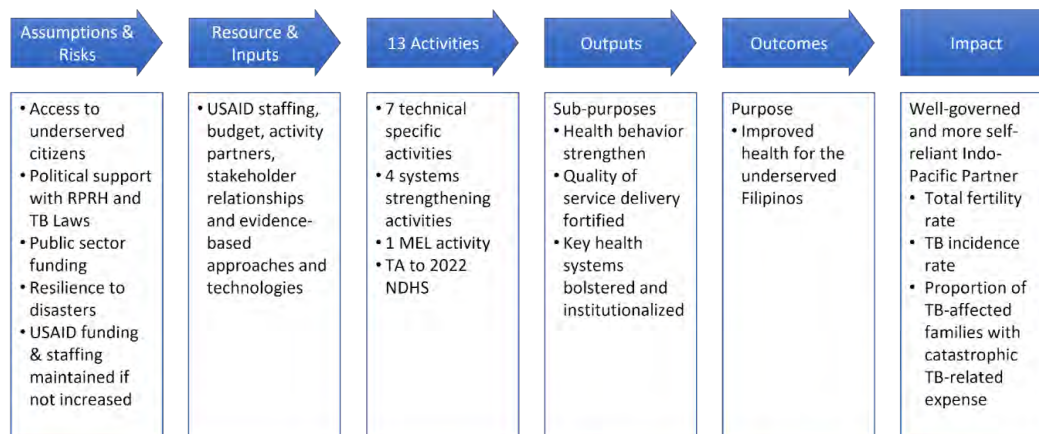 Assumptions &
Risks
Resource &
Inputs
13 Activities
Outputs
Outcomes
Impact
• Access to
underserved
citizens
• Political support
with RPRH and
TB Laws
• Public sector
funding
• Resilience to
disasters
• USAID funding
& staffing
maintained if
not increased
• USAID staffing,
budget, activity
partners,
stakeholder
relationships
and evidence-
based
approaches and
technologies
• 7 technical
specific
activities
• 4 systems
strengthening
activities
• 1 MEL activity
• TA to 2022
NDHS
Sub-purposes
• Health behavior
strengthen
• Quality of
service delivery
fortified
• Key health
systems
bolstered and
institutionalized
Purpose
• Improved
health for the
underserved
Filipinos
Well-governed
and more self-
reliant Indo-
Pacific Partner
• Total fertility
rate
• TB incidence
rate
• Proportion of
TB-affected
families with
catastrophic
TB-related
expense